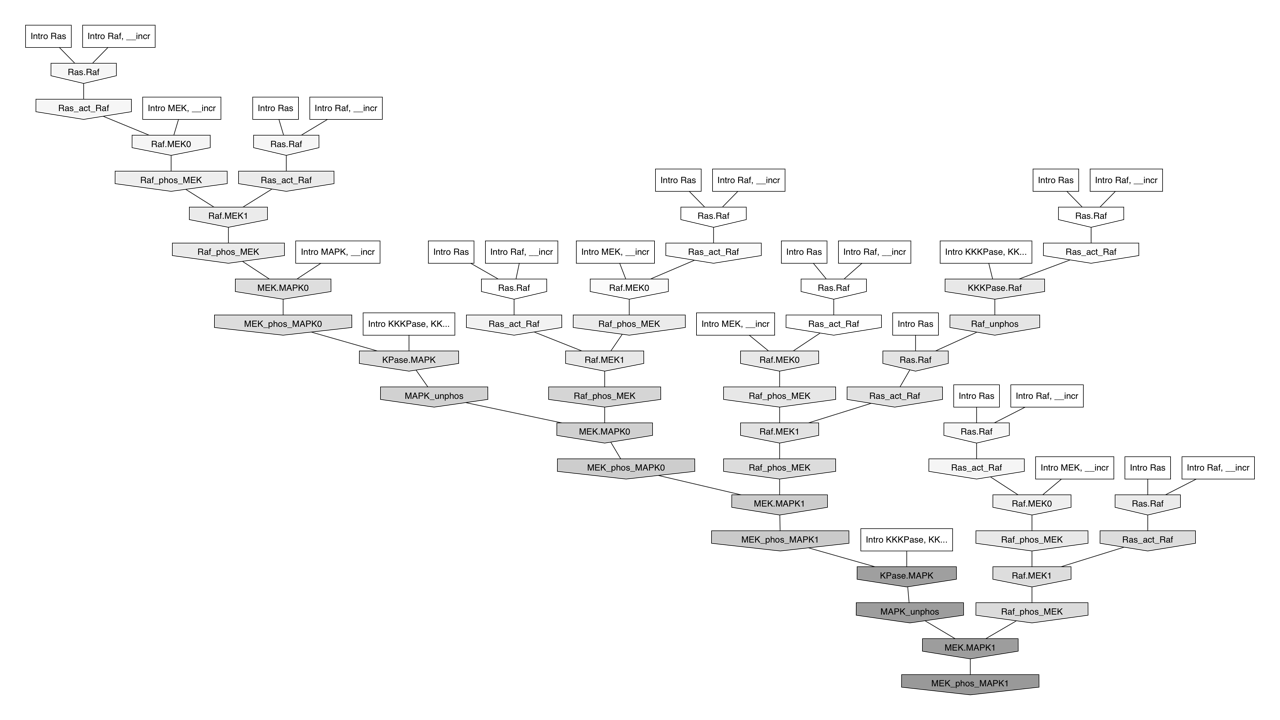 Intro Ras
Intro Raf, __incr
Ras.Raf
Ras_act_Raf
Intro MEK, __incr
Intro Ras
Intro Raf, __incr
Raf.MEK0
Ras.Raf
Raf_phos_MEK
Ras_act_Raf
Intro Ras
Intro Raf, __incr
Intro Ras
Intro Raf, __incr
Raf.MEK1
Ras.Raf
Ras.Raf
Raf_phos_MEK
Intro MAPK, __incr
Intro Ras
Intro Raf, __incr
Intro MEK, __incr
Ras_act_Raf
Intro Ras
Intro Raf, __incr
Intro KKKPase, KK...
Ras_act_Raf
MEK.MAPK0
Ras.Raf
Raf.MEK0
Ras.Raf
KKKPase.Raf
MEK_phos_MAPK0
Intro KKKPase, KK...
Ras_act_Raf
Raf_phos_MEK
Intro MEK, __incr
Ras_act_Raf
Intro Ras
Raf_unphos
KPase.MAPK
Raf.MEK1
Raf.MEK0
Ras.Raf
MAPK_unphos
Raf_phos_MEK
Raf_phos_MEK
Ras_act_Raf
Intro Ras
Intro Raf, __incr
MEK.MAPK0
Raf.MEK1
Ras.Raf
MEK_phos_MAPK0
Raf_phos_MEK
Ras_act_Raf
Intro MEK, __incr
Intro Ras
Intro Raf, __incr
MEK.MAPK1
Raf.MEK0
Ras.Raf
MEK_phos_MAPK1
Intro KKKPase, KK...
Raf_phos_MEK
Ras_act_Raf
KPase.MAPK
Raf.MEK1
MAPK_unphos
Raf_phos_MEK
MEK.MAPK1
MEK_phos_MAPK1